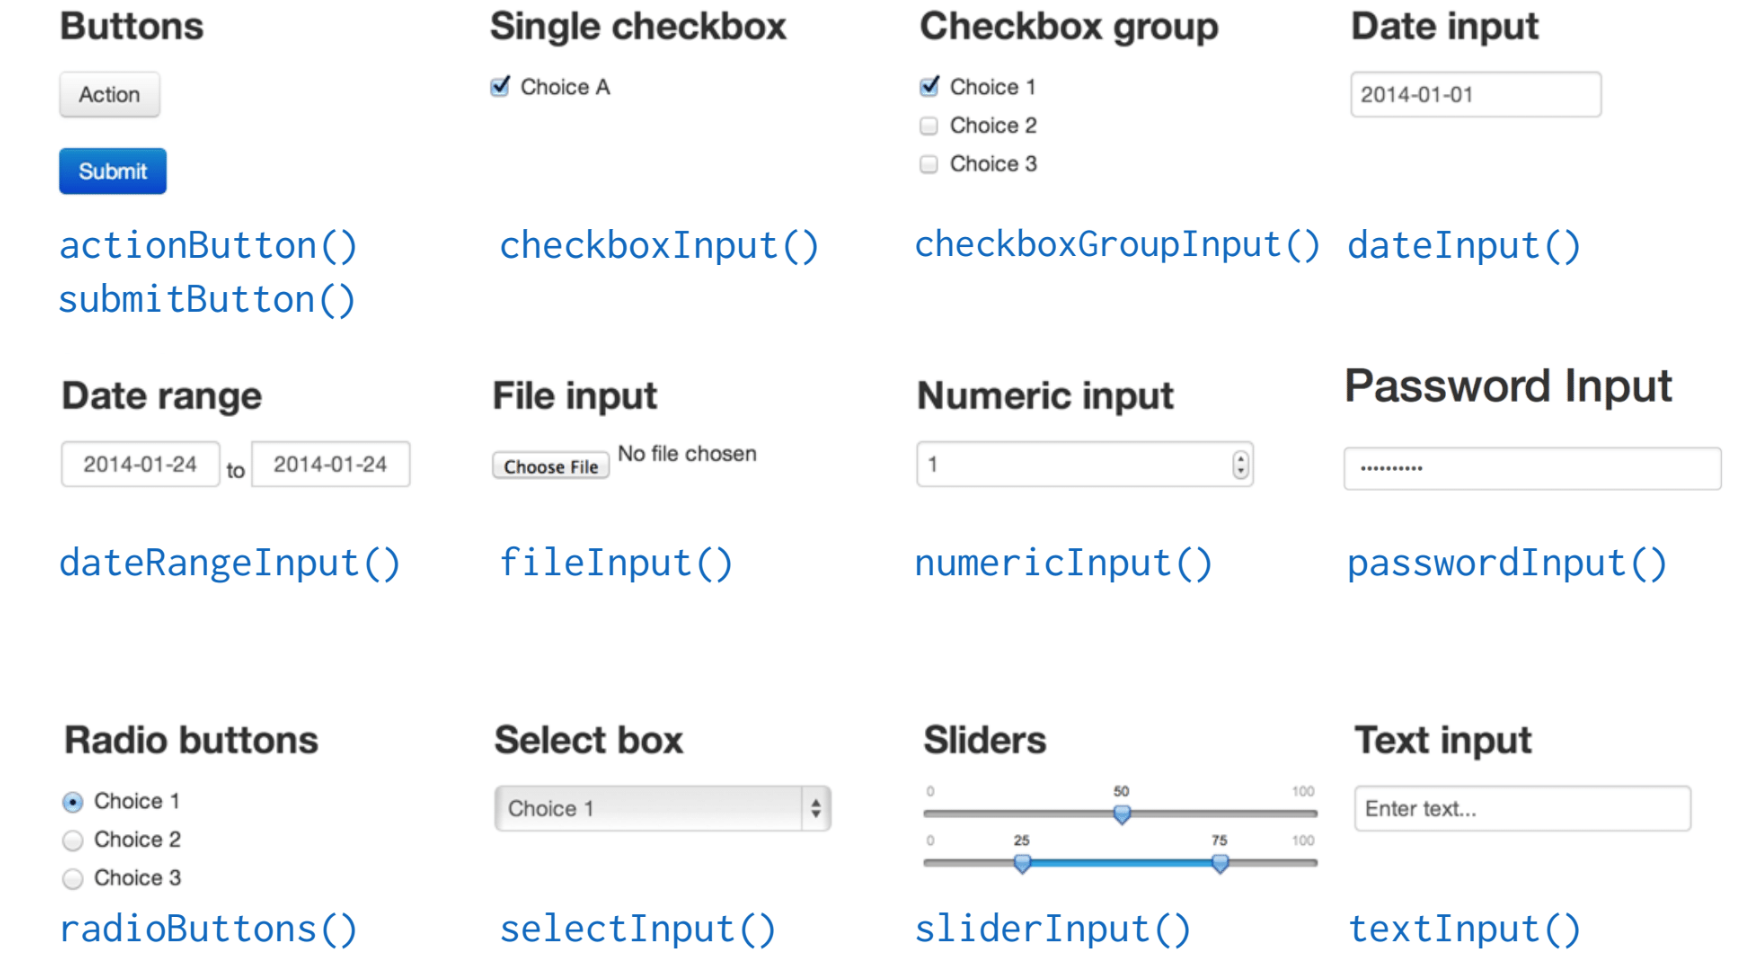 Buttons
Action
Submit
actionButton()
submitButton()
Single checkbox
Choice A
checkboxInput()
Checkbox group
Choice 1
Choice 2
Choice 3
checkboxGroupInput()
Date input
2014-01-01
dateInput()
Date range
2014-01-24 to 2014-01-24
dateRangeInput()
File input
Choose File No file chosen
fileInput()
Numeric input
1
numericInput()
Password Input
••••••••••
passwordInput()
Radio buttons
Choice 1
Choice 2
Choice 3
radioButtons()
Select box
Choice 1
selectInput()
Sliders
0 50 100
0 25 75 100
sliderInput()
Text input
Enter text...
textInput()